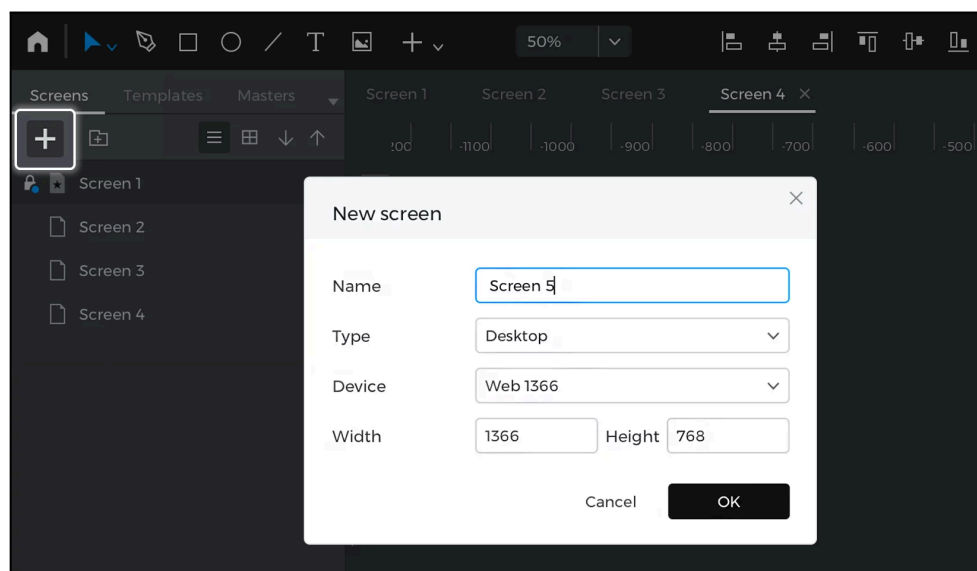 T 50%
Screens Templates Masters Screen 1 Screen 2 Screen 3 Screen 4
-1100 -1000 -900 -800 -700 -600 -500
Screen 1
Screen 2
Screen 3
Screen 4
New screen
Name Screen 5
Type Desktop
Device Web 1366
Width 1366 Height 768
Cancel OK